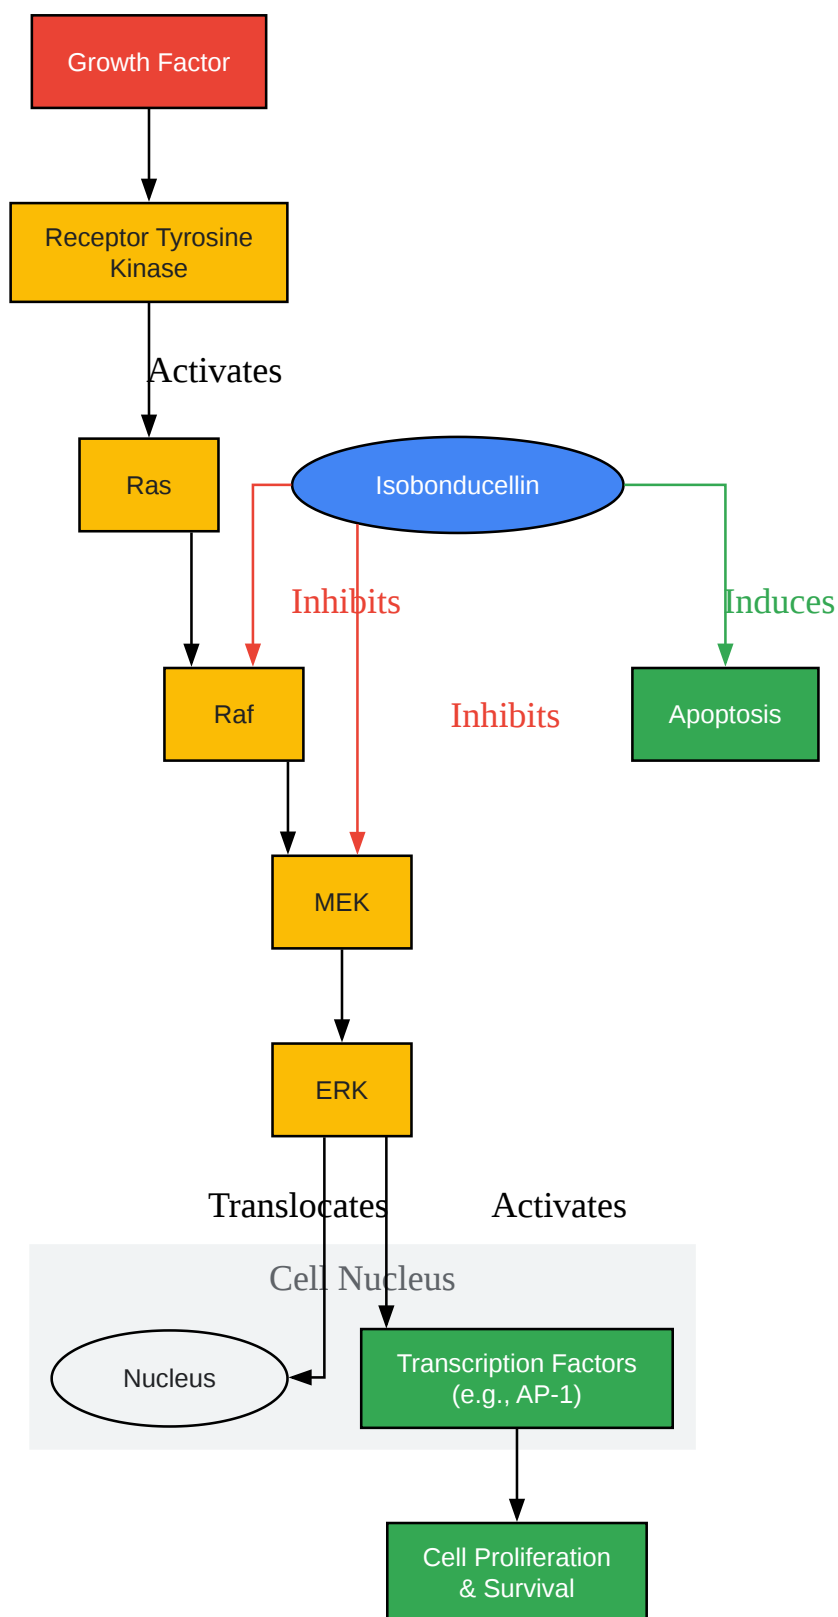 Growth Factor
Receptor Tyrosine
Kinase
Activates
Ras
Isobonducellin
Inhibits
Induces
Raf
Inhibits
Apoptosis
MEK
ERK
Translocates
Activates
Cell Nucleus
Nucleus
Transcription Factors
(e.g., AP-1)
Cell Proliferation
& Survival